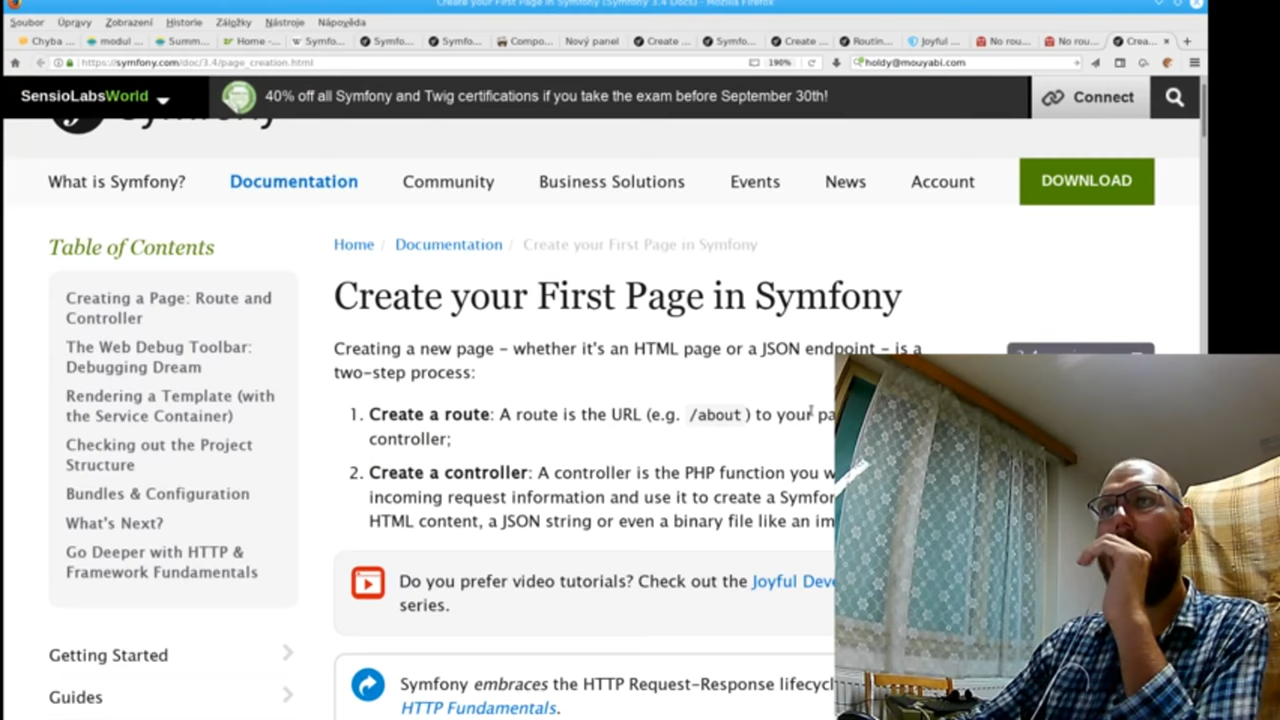 Create your First Page in Symfony (Symfony 3.4 Docs) - Mozilla Firefox
Soubor Úpravy Zobrazení Historie Záložky Nástroje Nápověda
Chyba ... modul ... Summ... Home -... Symfo... Symfo... Symfo... Compo... Nový panel Create ... Symfo... Create ... Routin... Joyful ... No rou... No rou... Crea...
https://symfony.com/doc/3.4/page_creation.html 190% holdy@mouyabi.com
SensioLabsWorld 40% off all Symfony and Twig certifications if you take the exam before September 30th! Connect
What is Symfony? Documentation Community Business Solutions Events News Account DOWNLOAD
Table of Contents
Creating a Page: Route and
Controller
The Web Debug Toolbar:
Debugging Dream
Rendering a Template (with
the Service Container)
Checking out the Project
Structure
Bundles & Configuration
What's Next?
Go Deeper with HTTP &
Framework Fundamentals
Getting Started
Guides
Home / Documentation / Create your First Page in Symfony
Create your First Page in Symfony
Creating a new page – whether it's an HTML page or a JSON endpoint – is a
two-step process:
1. Create a route: A route is the URL (e.g. /about) to your pa
controller;
2. Create a controller: A controller is the PHP function you w
incoming request information and use it to create a Symfo
HTML content, a JSON string or even a binary file like an im
Do you prefer video tutorials? Check out the Joyful Deve
series.
Symfony embraces the HTTP Request-Response lifecycl
HTTP Fundamentals.